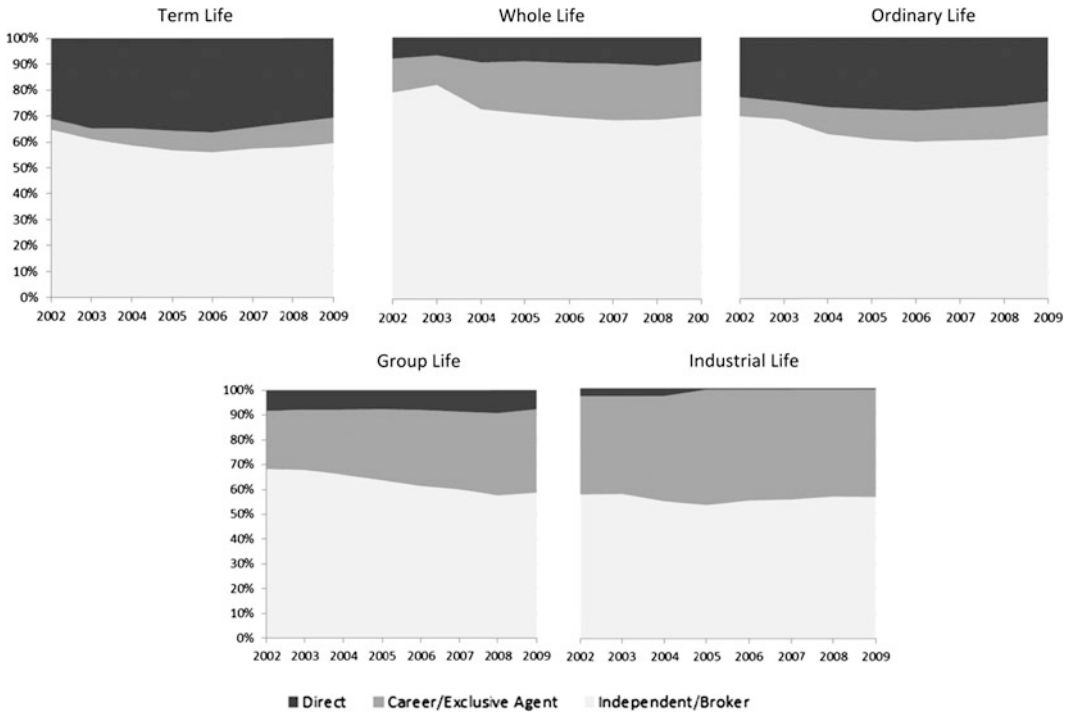 Term Life
Whole Life
Ordinary Life
100%
90%
80%
70%
60%
50%
40%
30%
20%
10%
0%
2002 2003 2004 2005 2006 2007 2008 2009
2002 2003 2004 2005 2006 2007 2008 200
2002 2003 2004 2005 2006 2007 2008 2009
Group Life
Industrial Life
100%
90%
80%
70%
60%
50%
40%
30%
20%
10%
0%
2002 2003 2004 2005 2006 2007 2008 2009
2002 2003 2004 2005 2006 2007 2008 2009
Direct Career/Exclusive Agent Independent/Broker